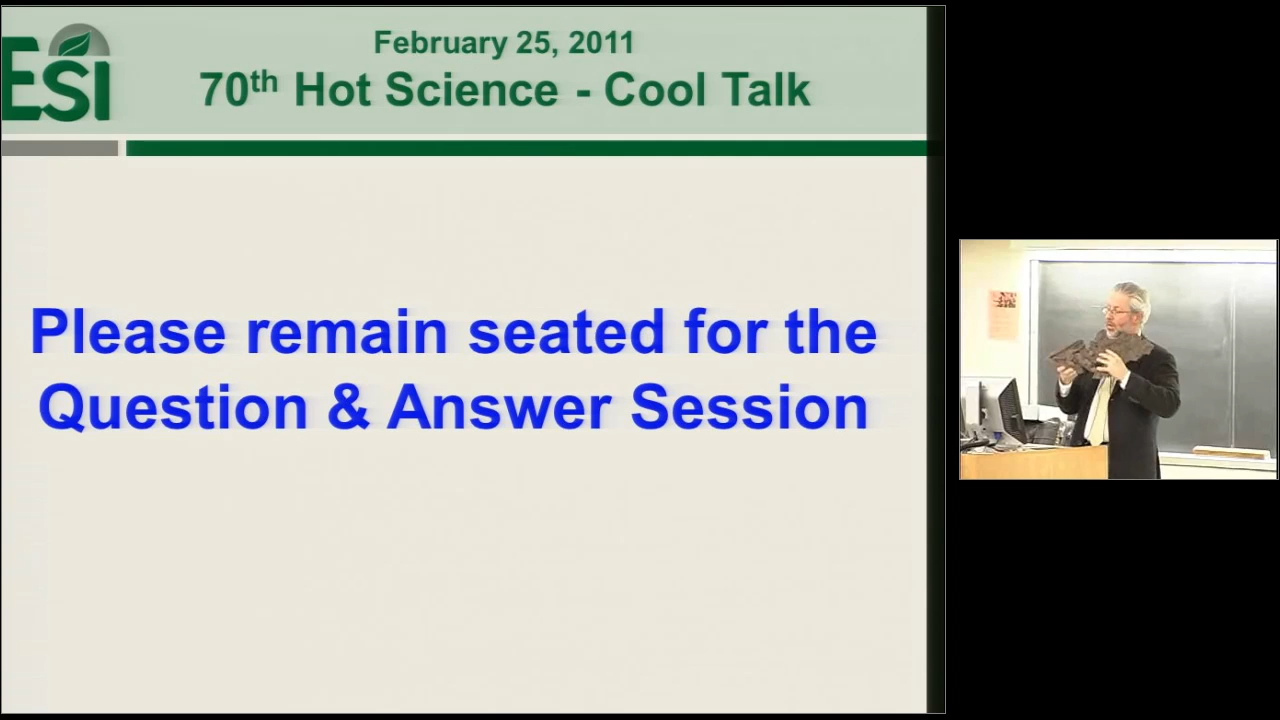 ESI
February 25, 2011
70th Hot Science - Cool Talk
Please remain seated for the
Question & Answer Session